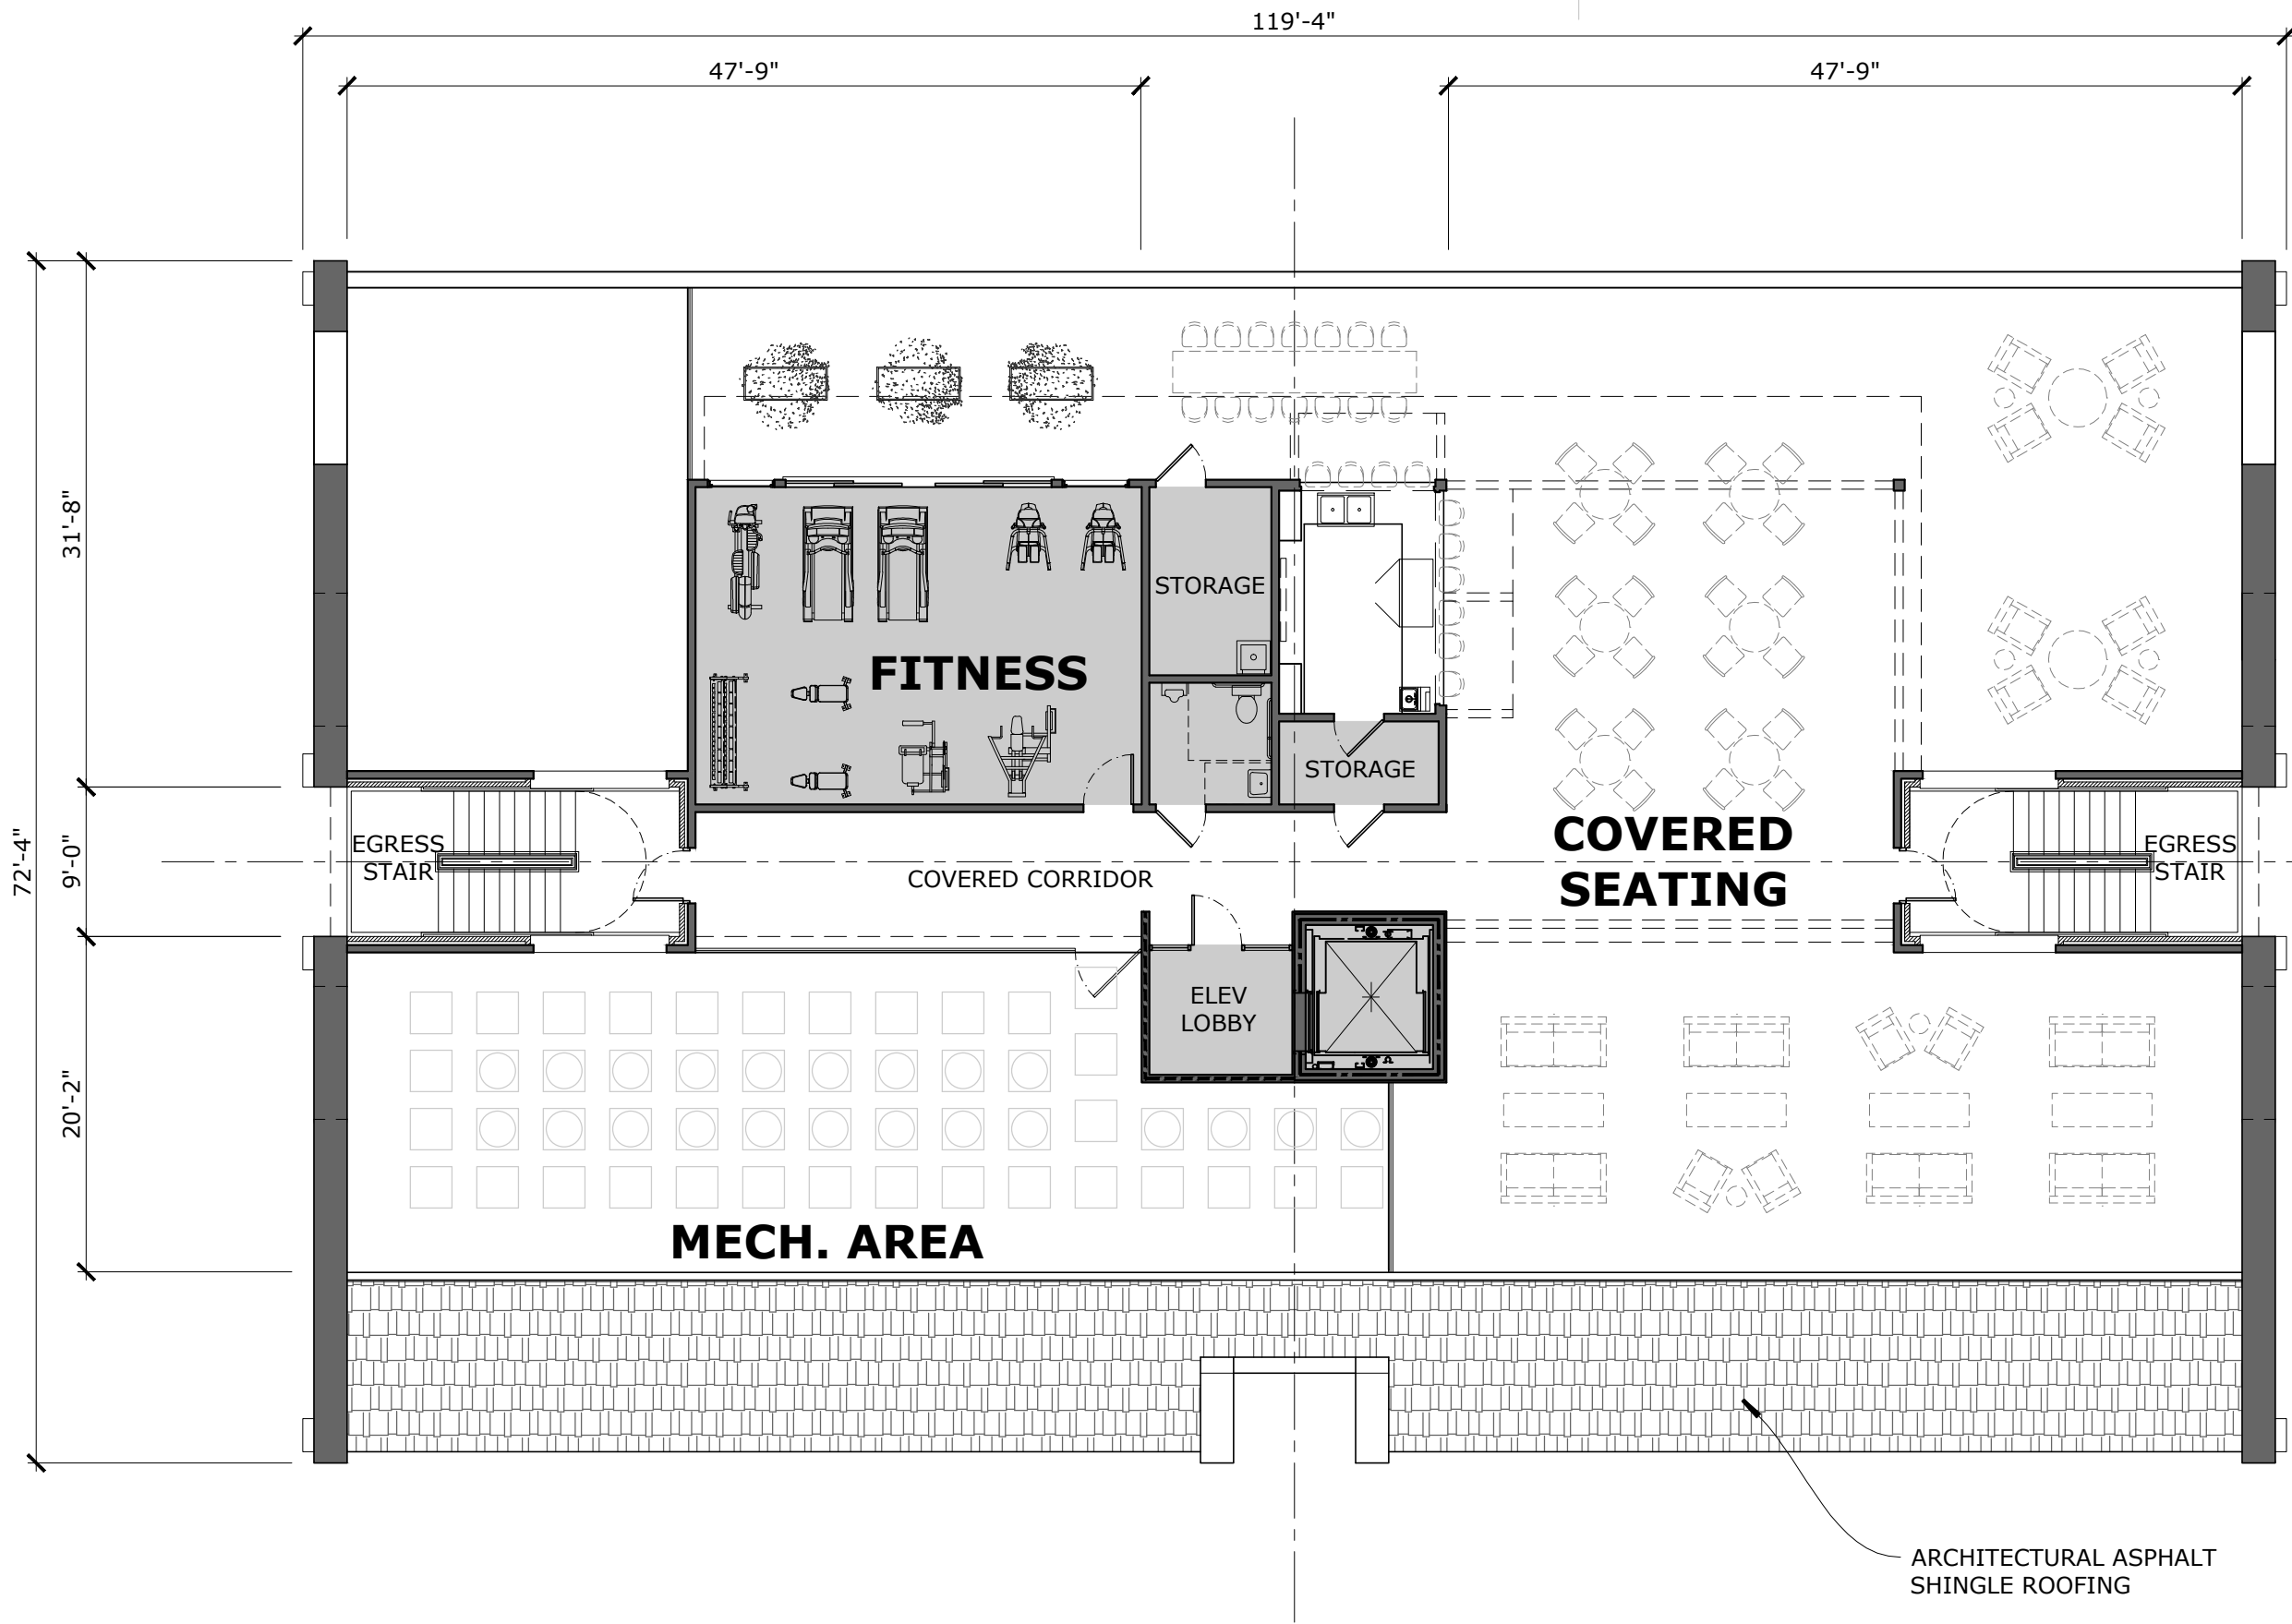 119'-4"
47'-9"
47'-9"
72'-4"
31'-8"
9'-0"
20'-2"
STORAGE
FITNESS
STORAGE
EGRESS
STAIR
COVERED CORRIDOR
COVERED
SEATING
EGRESS
STAIR
ELEV
LOBBY
MECH. AREA
ARCHITECTURAL ASPHALT
SHINGLE ROOFING